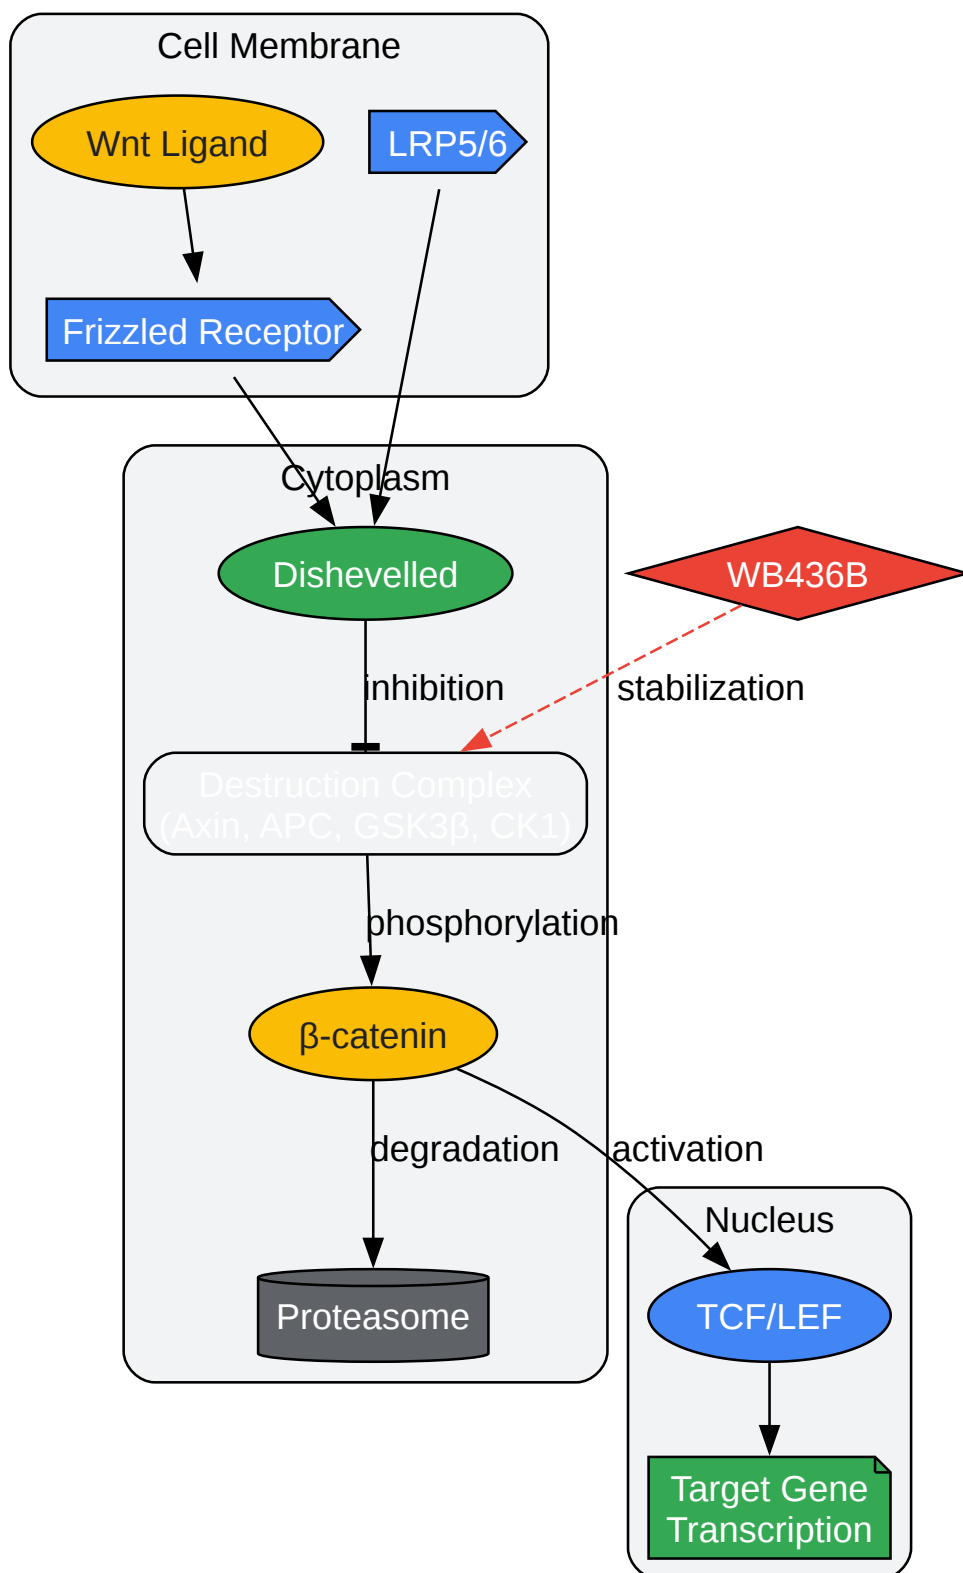 Cell Membrane
Wnt Ligand
LRP5/6
Frizzled Receptor
Cytoplasm
Dishevelled
WB436B
inhibition
stabilization
Destruction Complex
(Axin, APC, GSK3β, CK1)
phosphorylation
β-catenin
degradation
activation
Nucleus
Proteasome
TCF/LEF
Target Gene
Transcription